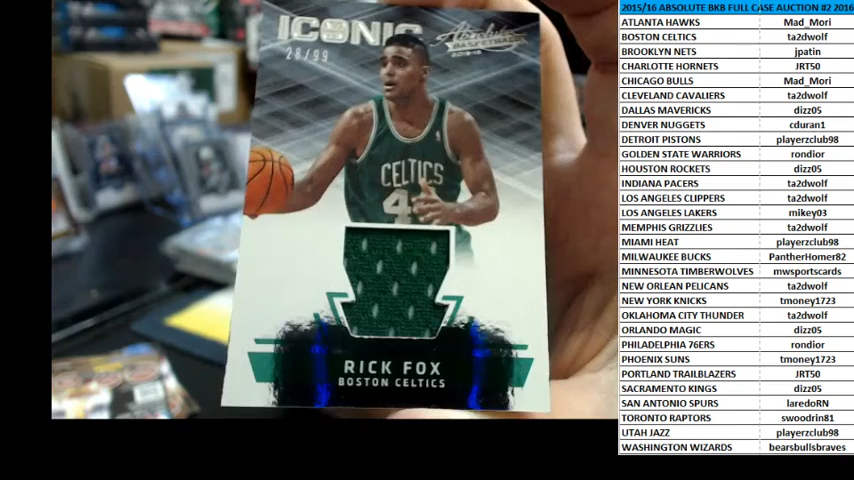 ICONIC
Absolute
BASKETBALL
2015-16
28/99
CELTICS
44
RICK FOX
BOSTON CELTICS
2015/16 ABSOLUTE BKB FULL CASE AUCTION #2 2016
ATLANTA HAWKS Mad_Mori
BOSTON CELTICS ta2dwolf
BROOKLYN NETS jpatin
CHARLOTTE HORNETS JRT50
CHICAGO BULLS Mad_Mori
CLEVELAND CAVALIERS ta2dwolf
DALLAS MAVERICKS dizz05
DENVER NUGGETS cduran1
DETROIT PISTONS playerzclub98
GOLDEN STATE WARRIORS rondior
HOUSTON ROCKETS dizz05
INDIANA PACERS ta2dwolf
LOS ANGELES CLIPPERS ta2dwolf
LOS ANGELES LAKERS mikey03
MEMPHIS GRIZZLIES ta2dwolf
MIAMI HEAT playerzclub98
MILWAUKEE BUCKS PantherHomer82
MINNESOTA TIMBERWOLVES mwsportscards
NEW ORLEAN PELICANS ta2dwolf
NEW YORK KNICKS tmoney1723
OKLAHOMA CITY THUNDER ta2dwolf
ORLANDO MAGIC dizz05
PHILADELPHIA 76ERS rondior
PHOENIX SUNS tmoney1723
PORTLAND TRAILBLAZERS JRT50
SACRAMENTO KINGS dizz05
SAN ANTONIO SPURS laredoRN
TORONTO RAPTORS swoodrin81
UTAH JAZZ playerzclub98
WASHINGTON WIZARDS bearsbullsbraves